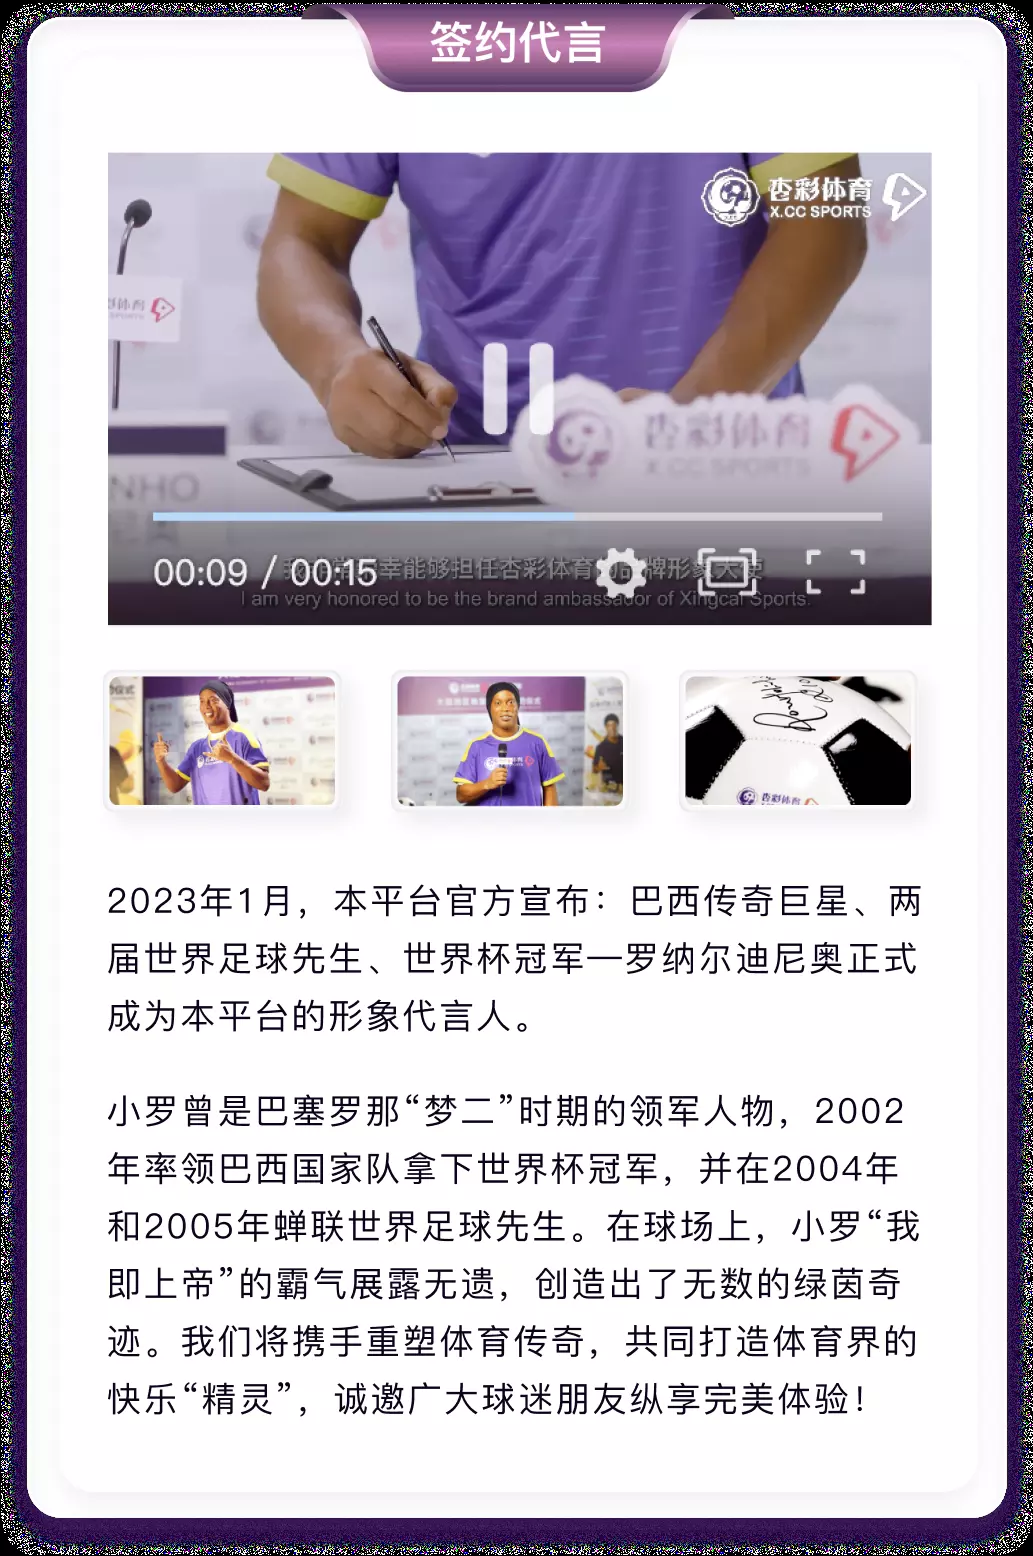 签约代言
杏彩体育
X.CC SPORTS
杏彩体育
X.CC SPORTS
NHO
00:09 / 00:15
幸能够担任杏彩体育
I am very honored to be the brand ambassador of Xingcai Sports.
杏彩体育
2023年1月，本平台官方宣布：巴西传奇巨星、两
届世界足球先生、世界杯冠军—罗纳尔迪尼奥正式
成为本平台的形象代言人。
小罗曾是巴塞罗那“梦二”时期的领军人物，2002
年率领巴西国家队拿下世界杯冠军，并在2004年
和2005年蝉联世界足球先生。在球场上，小罗“我
即上帝”的霸气展露无遗，创造出了无数的绿茵奇
迹。我们将携手重塑体育传奇，共同打造体育界的
快乐“精灵”，诚邀广大球迷朋友纵享完美体验！